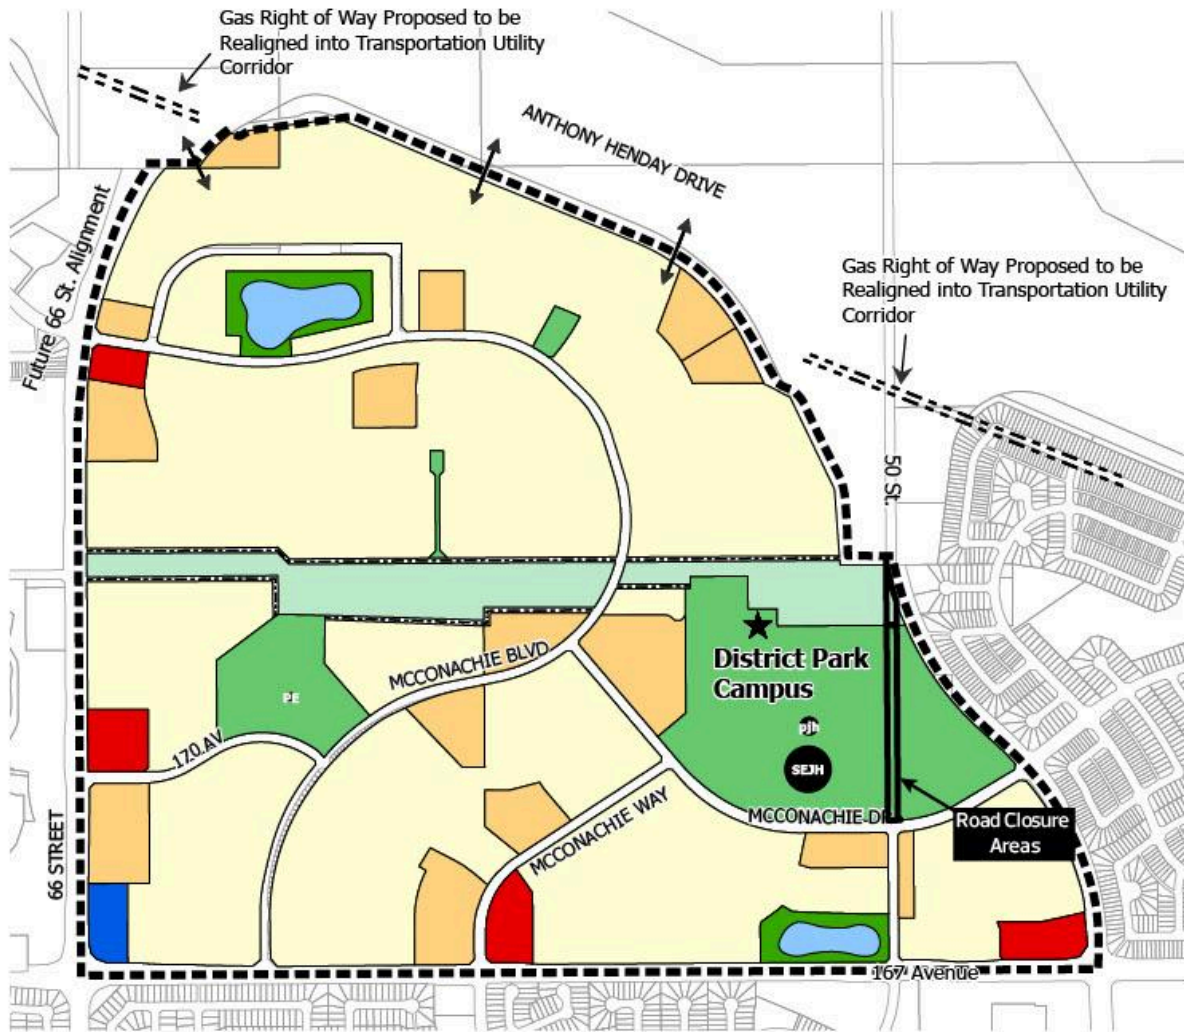 Gas Right of Way Proposed to be
Realigned into Transportation Utility
Corridor
ANTHONY HENDAY DRIVE
Future 66 St. Alignment
Gas Right of Way Proposed to be
Realigned into Transportation Utility
Corridor
50 St.
MCCONACHIE BLVD
District Park
Campus
PE
pjh
170 AV
SEJH
MCCONACHIE WAY
MCCONACHIE DR
Road Closure
Areas
66 STREET
167 Avenue